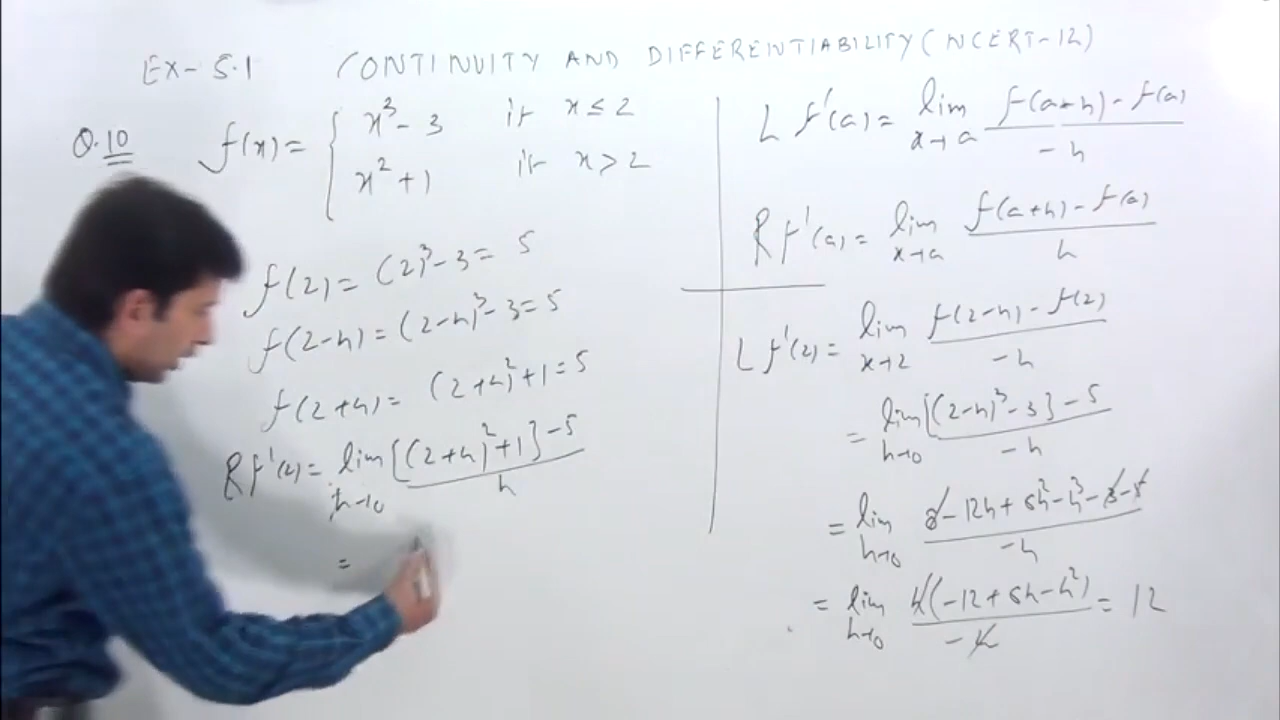 EX-5.1 CONTINUITY AND DIFFERENTIABILITY (NCERT-12)
Q.10 f(x) = { x³ - 3 if x ≤ 2
x² + 1 if x > 2
f(2) = (2)³ - 3 = 5
f(2-h) = (2-h)³ - 3 = 5
f(2+h) = (2+h)² + 1 = 5
Rf'(2) = lim h→0 [(2+h)² + 1] - 5 / h
=
L f'(a) = lim x→a f(a+h) - f(a) / -h
R f'(a) = lim x→a f(a+h) - f(a) / h
L f'(2) = lim x→2 f(2-h) - f(2) / -h
= lim h→0 [(2-h)³ - 3] - 5 / -h
= lim h→0 8 - 12h + 6h² - h³ - 3 - 5 / -h
= lim h→0 h(-12 + 6h - h²) / -h = 12